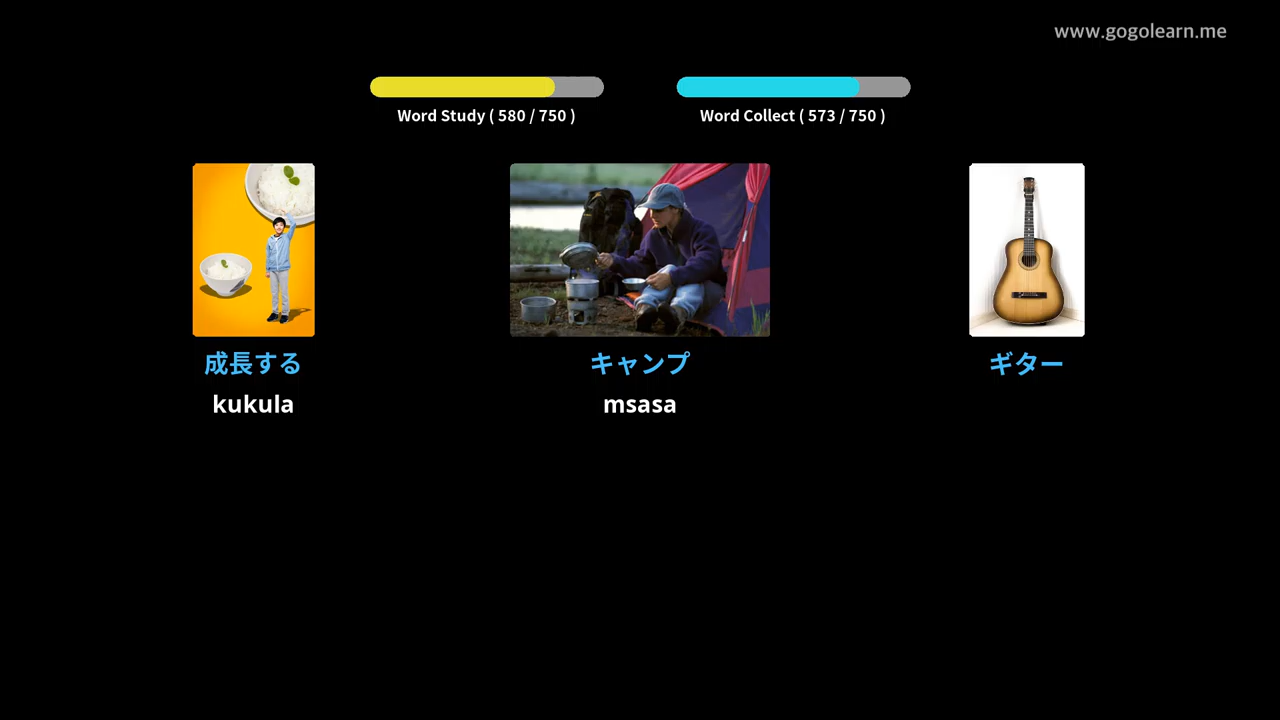 www.gogolearn.me
Word Study ( 580 / 750 )
Word Collect ( 573 / 750 )
成長する
キャンプ
ギター
kukula
msasa